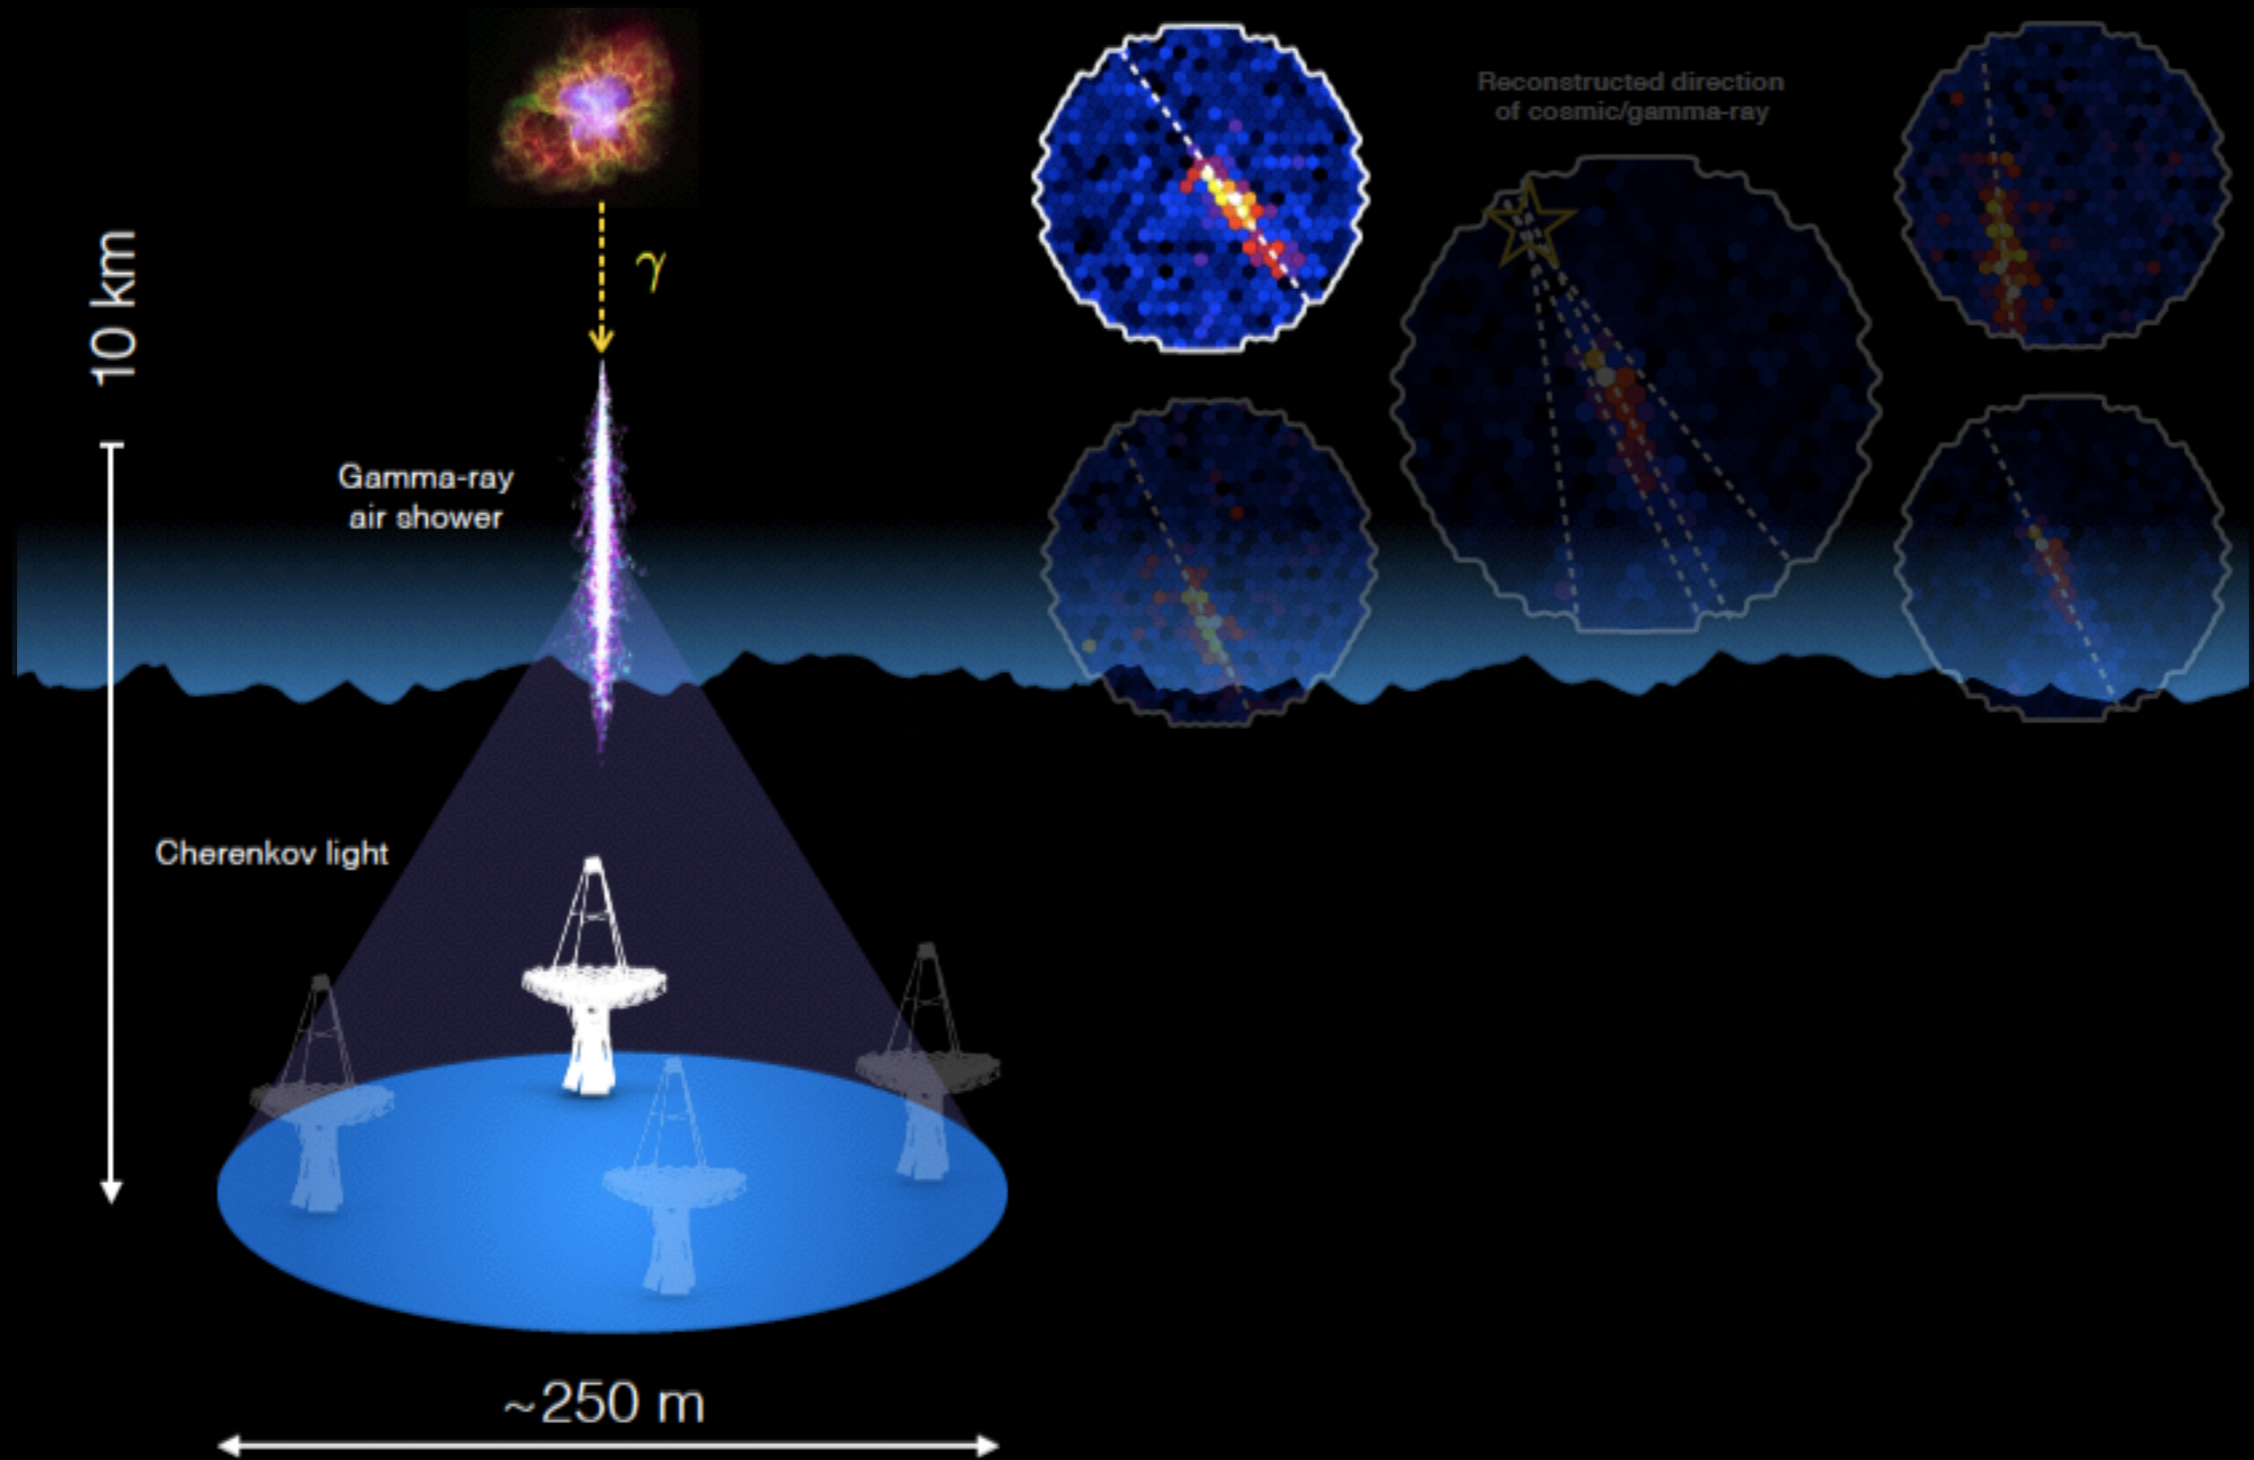 Reconstructed direction
of cosmic/gamma-ray
10 km
γ
Gamma-ray
air shower
Cherenkov light
~250 m